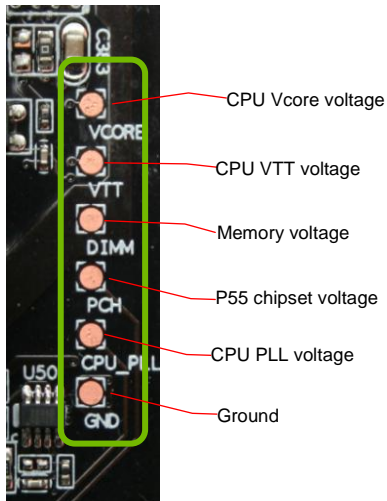 C363
VCORE
CPU Vcore voltage
VTT
CPU VTT voltage
DIMM
Memory voltage
PCH
P55 chipset voltage
CPU_PLL
CPU PLL voltage
U50
GND
Ground